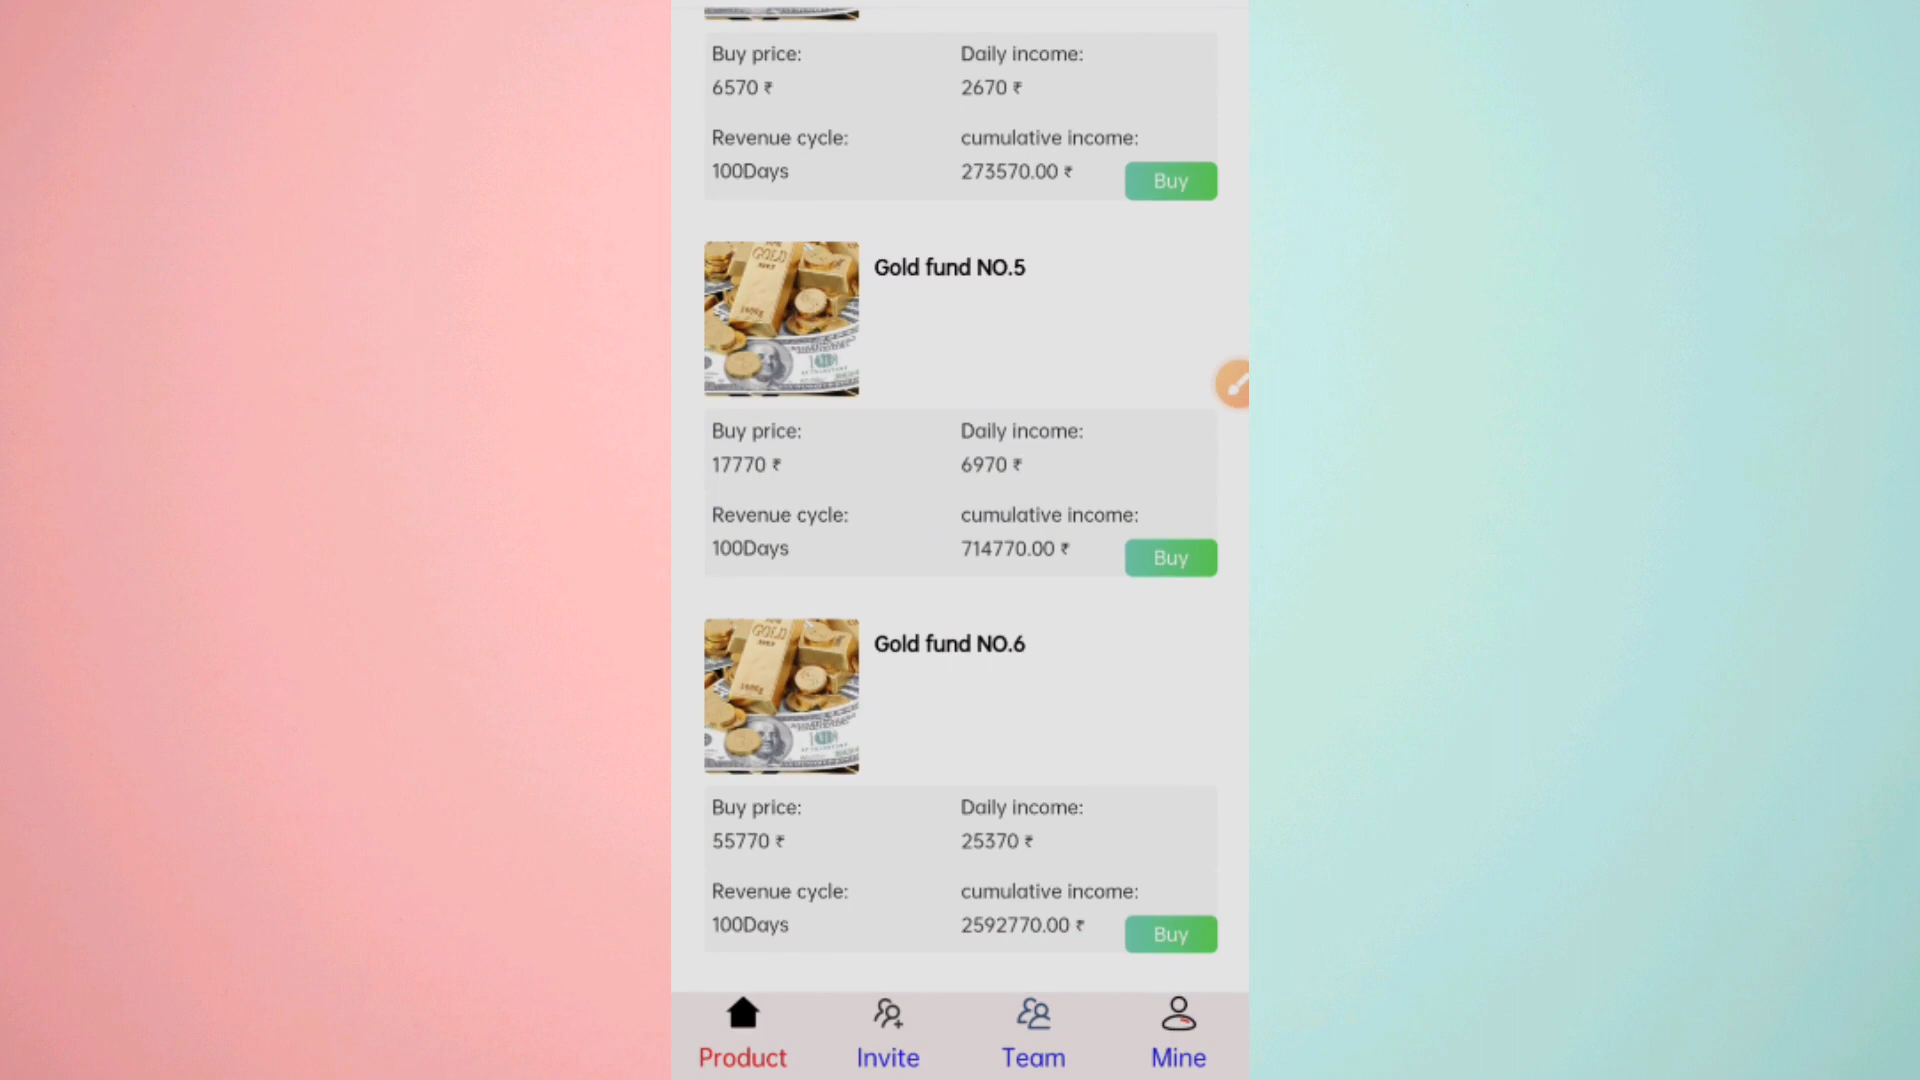 Buy price: Daily income:
6570 ₹ 2670 ₹
Revenue cycle: cumulative income:
100Days 273570.00 ₹
Buy
GOLD
Gold fund NO.5
Buy price: Daily income:
17770 ₹ 6970 ₹
Revenue cycle: cumulative income:
100Days 714770.00 ₹
Buy
GOLD
Gold fund NO.6
Buy price: Daily income:
55770 ₹ 25370 ₹
Revenue cycle: cumulative income:
100Days 2592770.00 ₹
Buy
Product Invite Team Mine